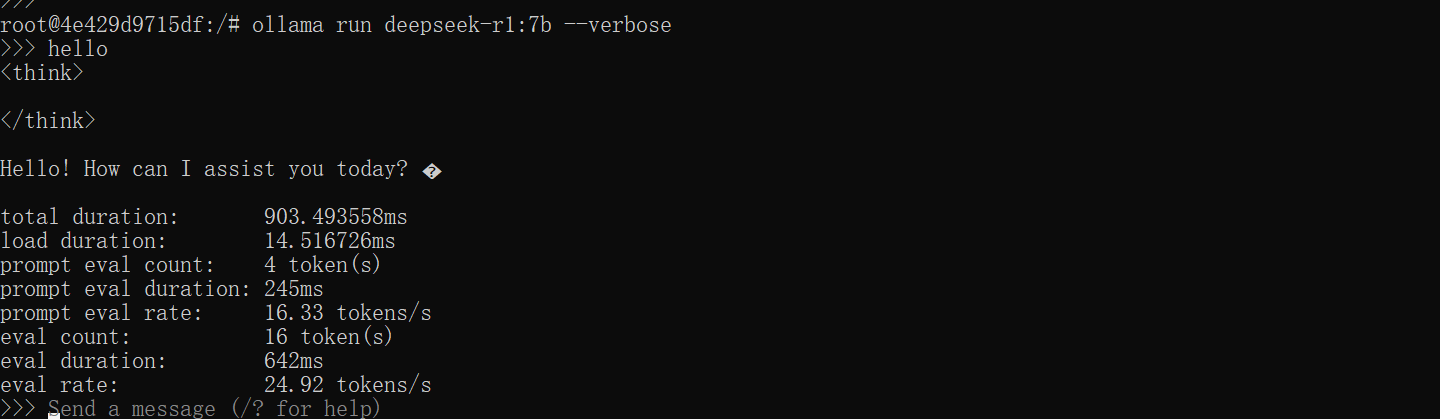 >>>
root@4e429d9715df:/# ollama run deepseek-r1:7b --verbose
>>> hello
<think>

</think>

Hello! How can I assist you today? �

total duration:       903.493558ms
load duration:        14.516726ms
prompt eval count:    4 token(s)
prompt eval duration: 245ms
prompt eval rate:     16.33 tokens/s
eval count:           16 token(s)
eval duration:        642ms
eval rate:            24.92 tokens/s
>>> Send a message (/? for help)